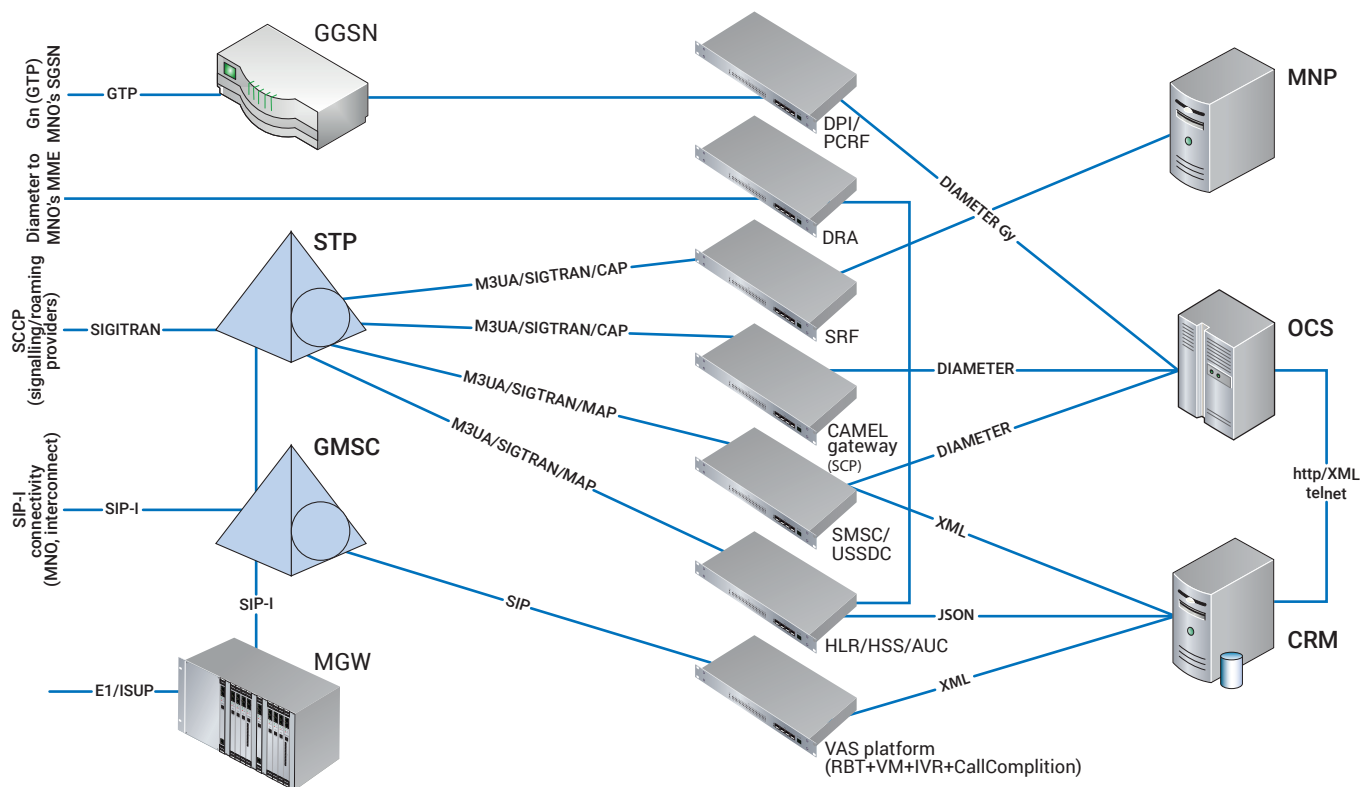 GGSN
Gn (GTP)
MNO's SGSN
GTP
DPI/
PCRF
MNP
Diameter to
MNO's MME
DIAMETER Gy
DRA
STP
M3UA/SIGTRAN/CAP
SCCP
(signalling/roaming
providers)
SIGITRAN
M3UA/SIGTRAN/CAP
SRF
OCS
M3UA/SIGTRAN/MAP
DIAMETER
M3UA/SIGTRAN/MAP
CAMEL
gateway
(SCP)
DIAMETER
GMSC
http/XML
telnet
SIP-I
connectivity
(MNO, interconnect)
SIP-I
SMSC/
USSDC
XML
SIP-I
SIP
JSON
HLR/HSS/AUC
CRM
MGW
E1/ISUP
XML
VAS platform
(RBT+VM+IVR+CallComplition)